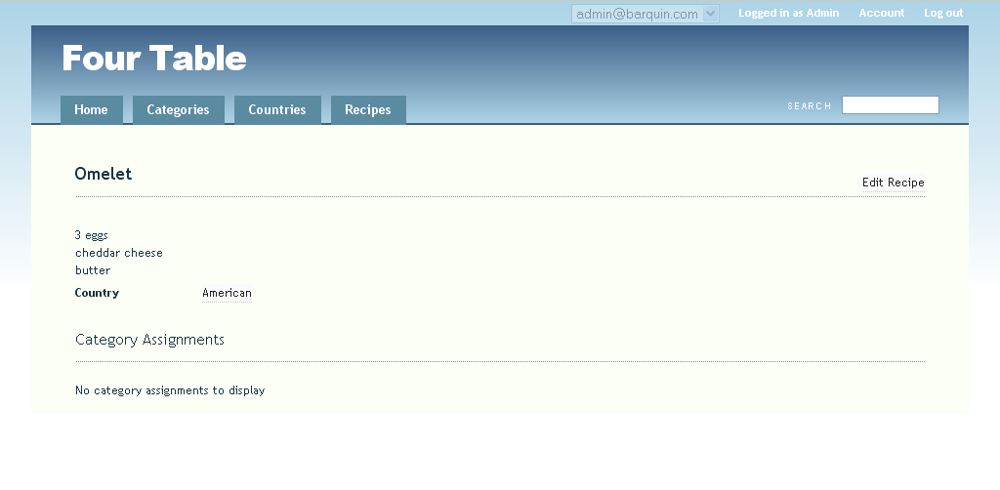 admin@barquin.com Logged in as Admin Account Log out
Four Table
Home Categories Countries Recipes SEARCH
Omelet
Edit Recipe
3 eggs
cheddar cheese
butter
Country American
Category Assignments
No category assignments to display